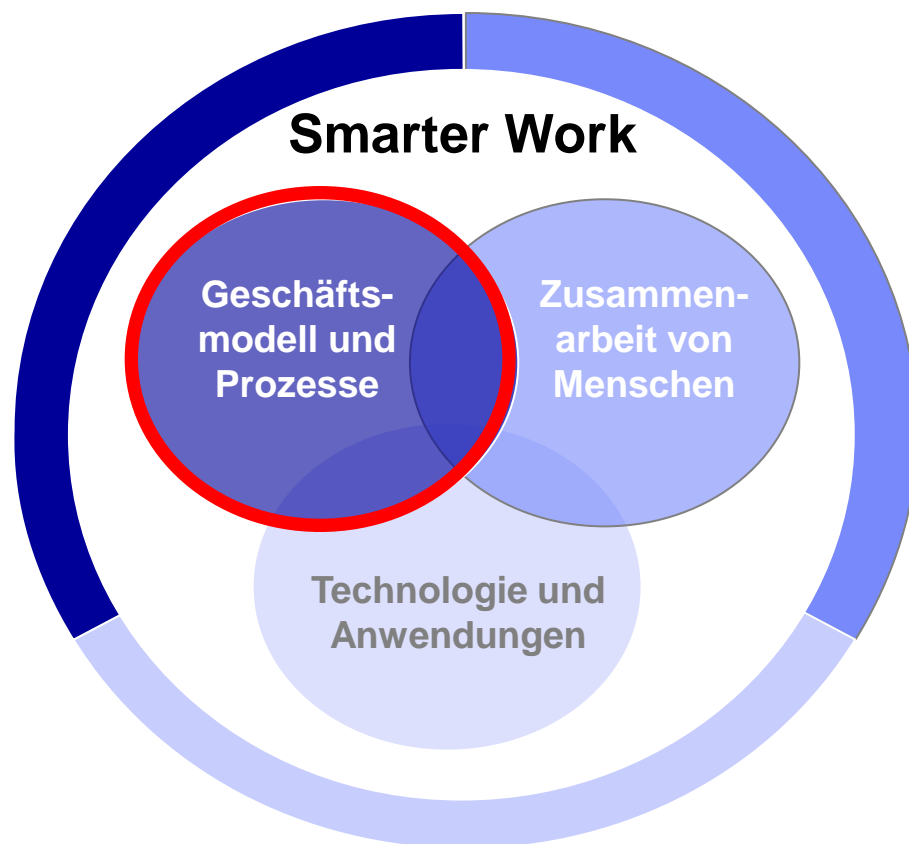 Smarter Work
Geschäfts-
modell und
Prozesse
Zusammen-
arbeit von
Menschen
Technologie und
Anwendungen